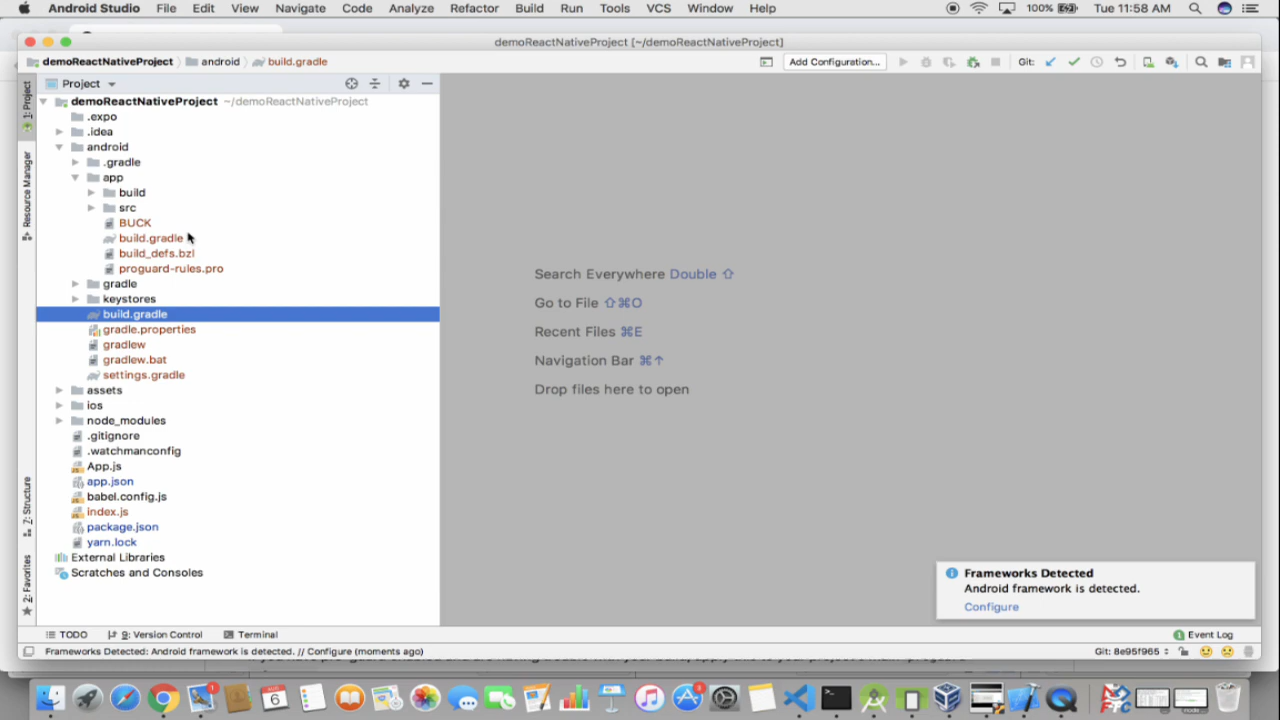 Android Studio File Edit View Navigate Code Analyze Refactor Build Run Tools VCS Window Help 100% Tue 11:58 AM
demoReactNativeProject [~/demoReactNativeProject]
demoReactNativeProject android build.gradle Add Configuration... Git:
Project
1: Project
Resource Manager
Z: Structure
2: Favorites
demoReactNativeProject ~/demoReactNativeProject
.expo
.idea
android
.gradle
app
build
src
BUCK
build.gradle
build_defs.bzl
proguard-rules.pro
gradle
keystores
build.gradle
gradle.properties
gradlew
gradlew.bat
settings.gradle
assets
ios
node_modules
.gitignore
.watchmanconfig
App.js
app.json
babel.config.js
index.js
package.json
yarn.lock
External Libraries
Scratches and Consoles
Search Everywhere Double ⇧
Go to File ⇧⌘O
Recent Files ⌘E
Navigation Bar ⌘↑
Drop files here to open
Frameworks Detected
Android framework is detected.
Configure
TODO 9: Version Control Terminal Event Log
Frameworks Detected: Android framework is detected. // Configure (moments ago) Git: 8e95f965